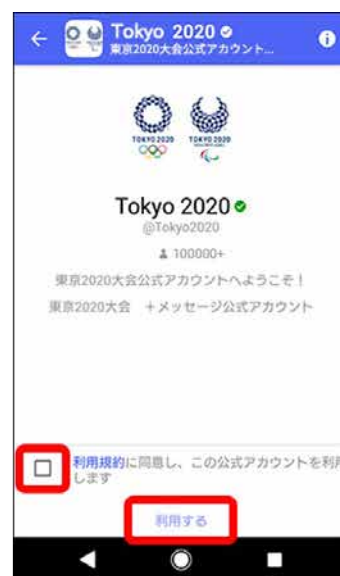 Tokyo 2020
東京2020大会公式アカウント...
TOKYO 2020
TOKYO 2020
Tokyo 2020
@Tokyo2020
100000+
東京2020大会公式アカウントへようこそ！
東京2020大会　＋メッセージ公式アカウント
利用規約に同意し、この公式アカウントを利用
します
利用する